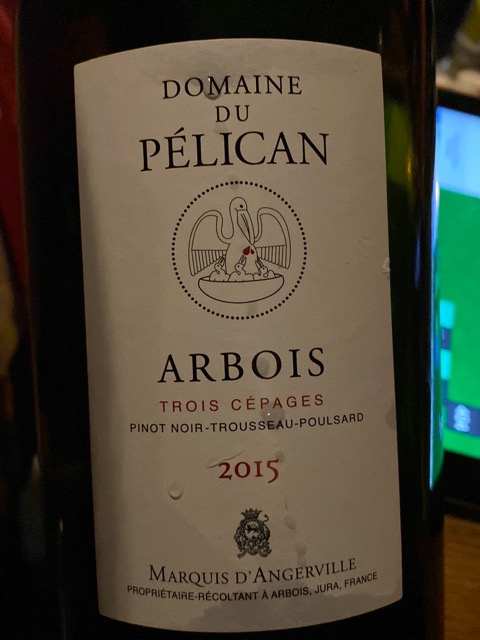 DOMAINE
DU
PÉLICAN
ARBOIS
TROIS CÉPAGES
PINOT NOIR-TROUSSEAU-POULSARD
2015
MARQUIS D'ANGERVILLE
PROPRIÉTAIRE-RÉCOLTANT À ARBOIS, JURA, FRANCE